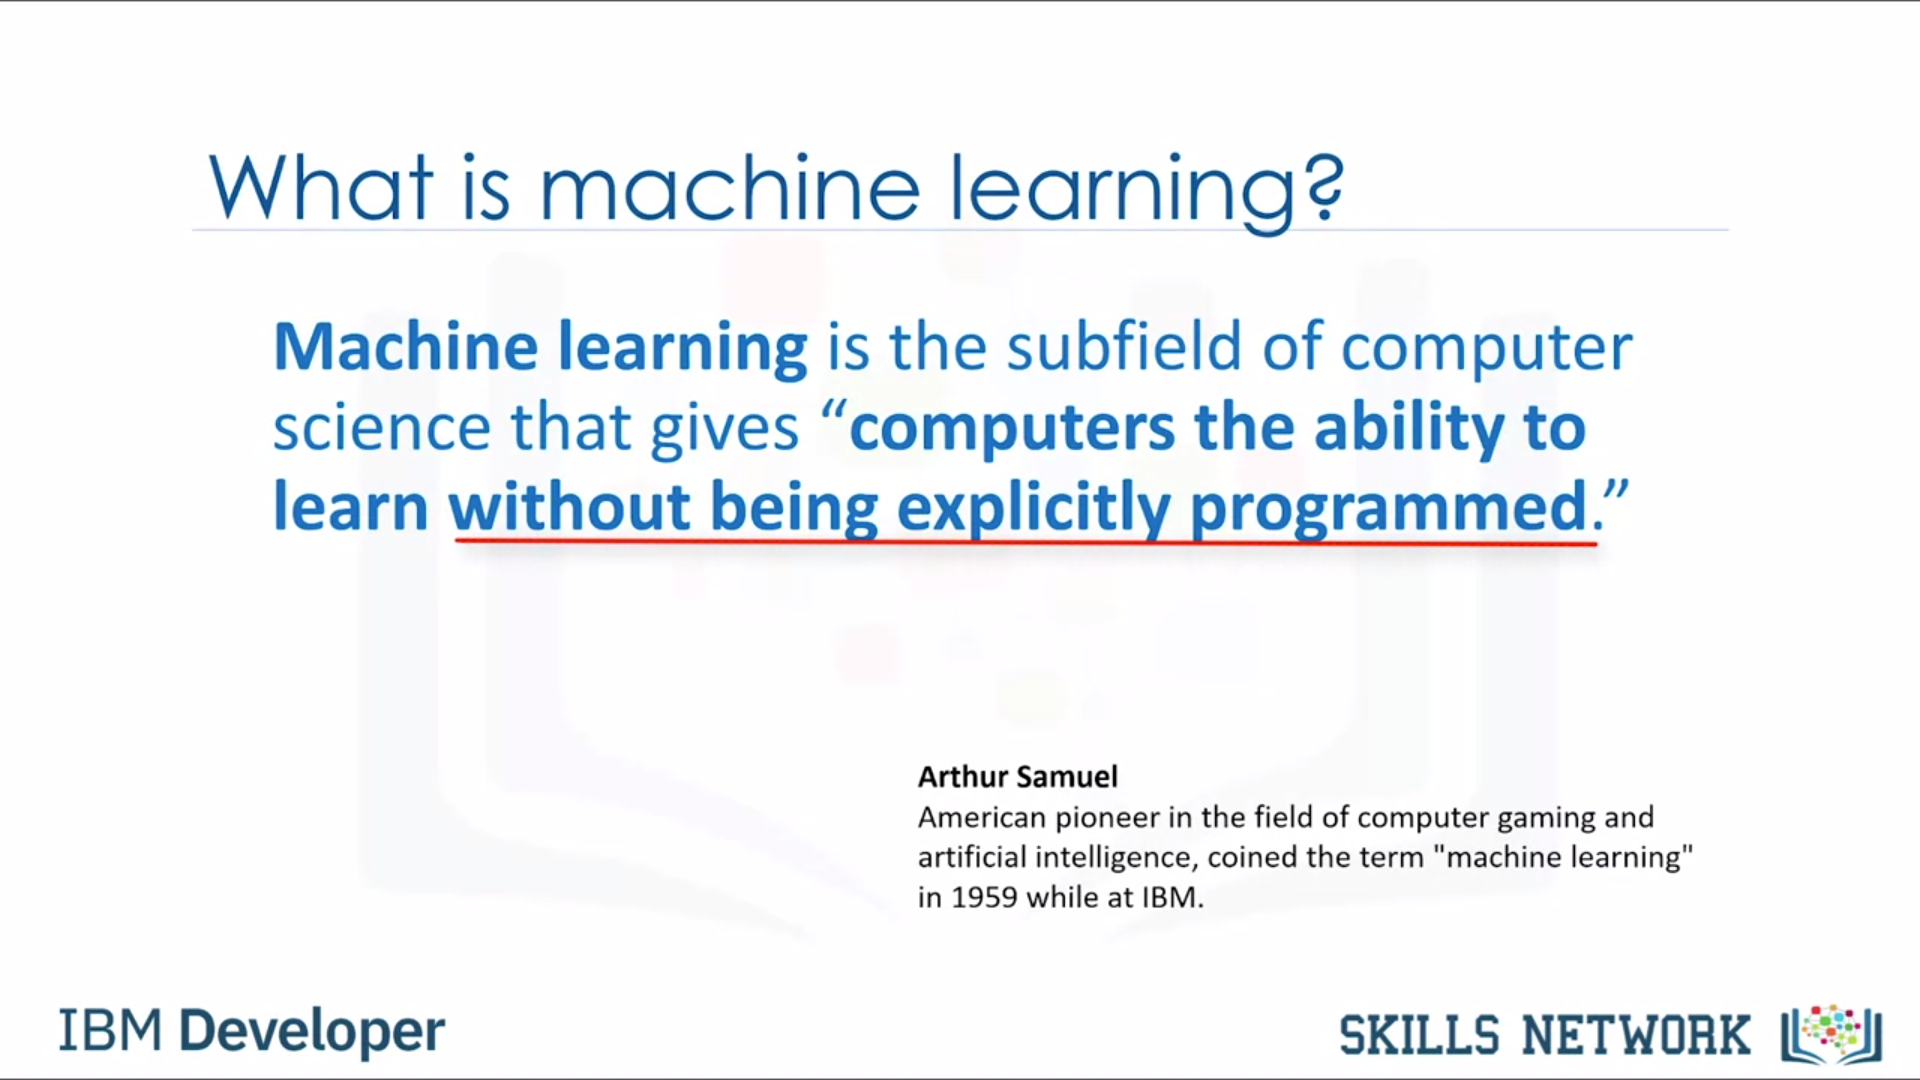 What is machine learning?
Machine learning is the subfield of computer
science that gives “computers the ability to
learn without being explicitly programmed.”
Arthur Samuel
American pioneer in the field of computer gaming and
artificial intelligence, coined the term "machine learning"
in 1959 while at IBM.
IBM Developer
SKILLS NETWORK